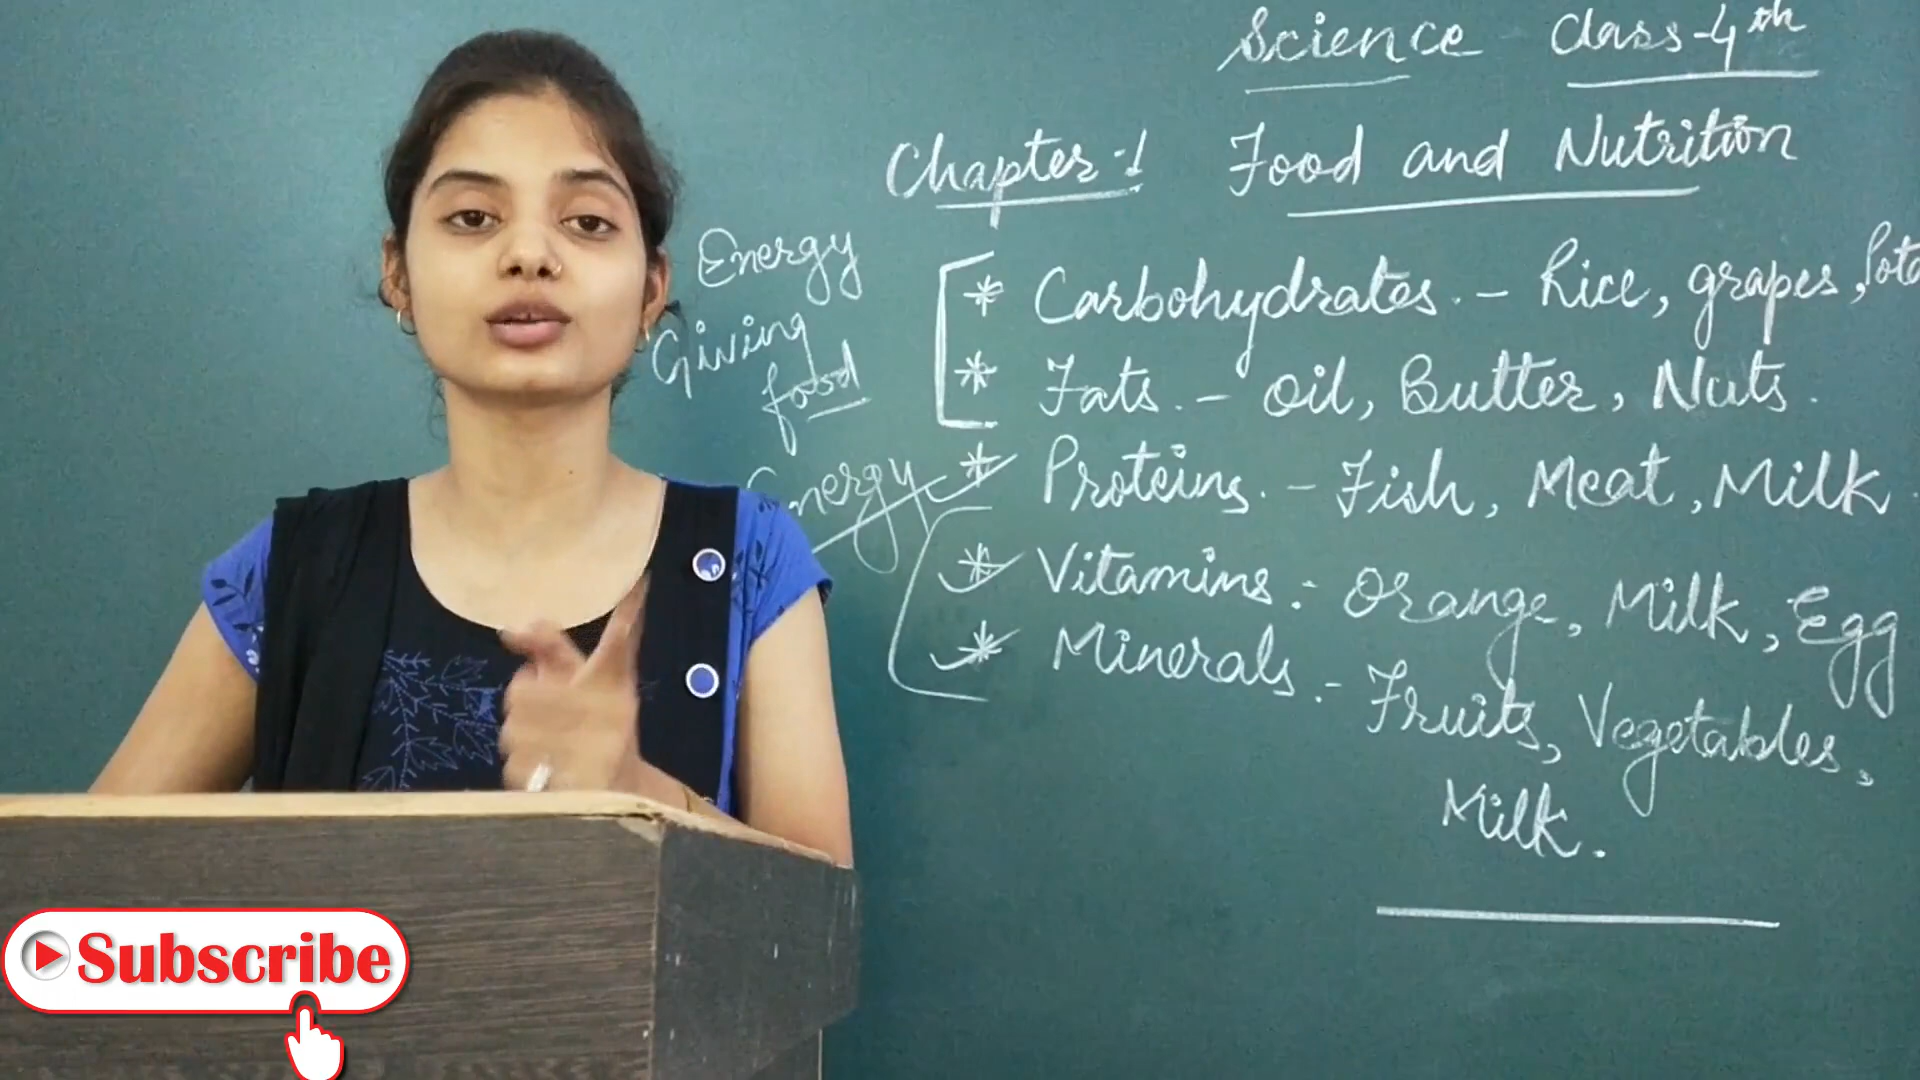 Science - Class-4th
Chapter-1 Food and Nutrition
Energy
Giving
food
* Carbohydrates. - Rice, grapes, Pota
* Fats. - Oil, Butter, Nuts.
Energy
* Proteins. - Fish, Meat, Milk.
* Vitamins :- Orange, Milk, Egg
* Minerals :- Fruits, Vegetables,
Milk.
Subscribe